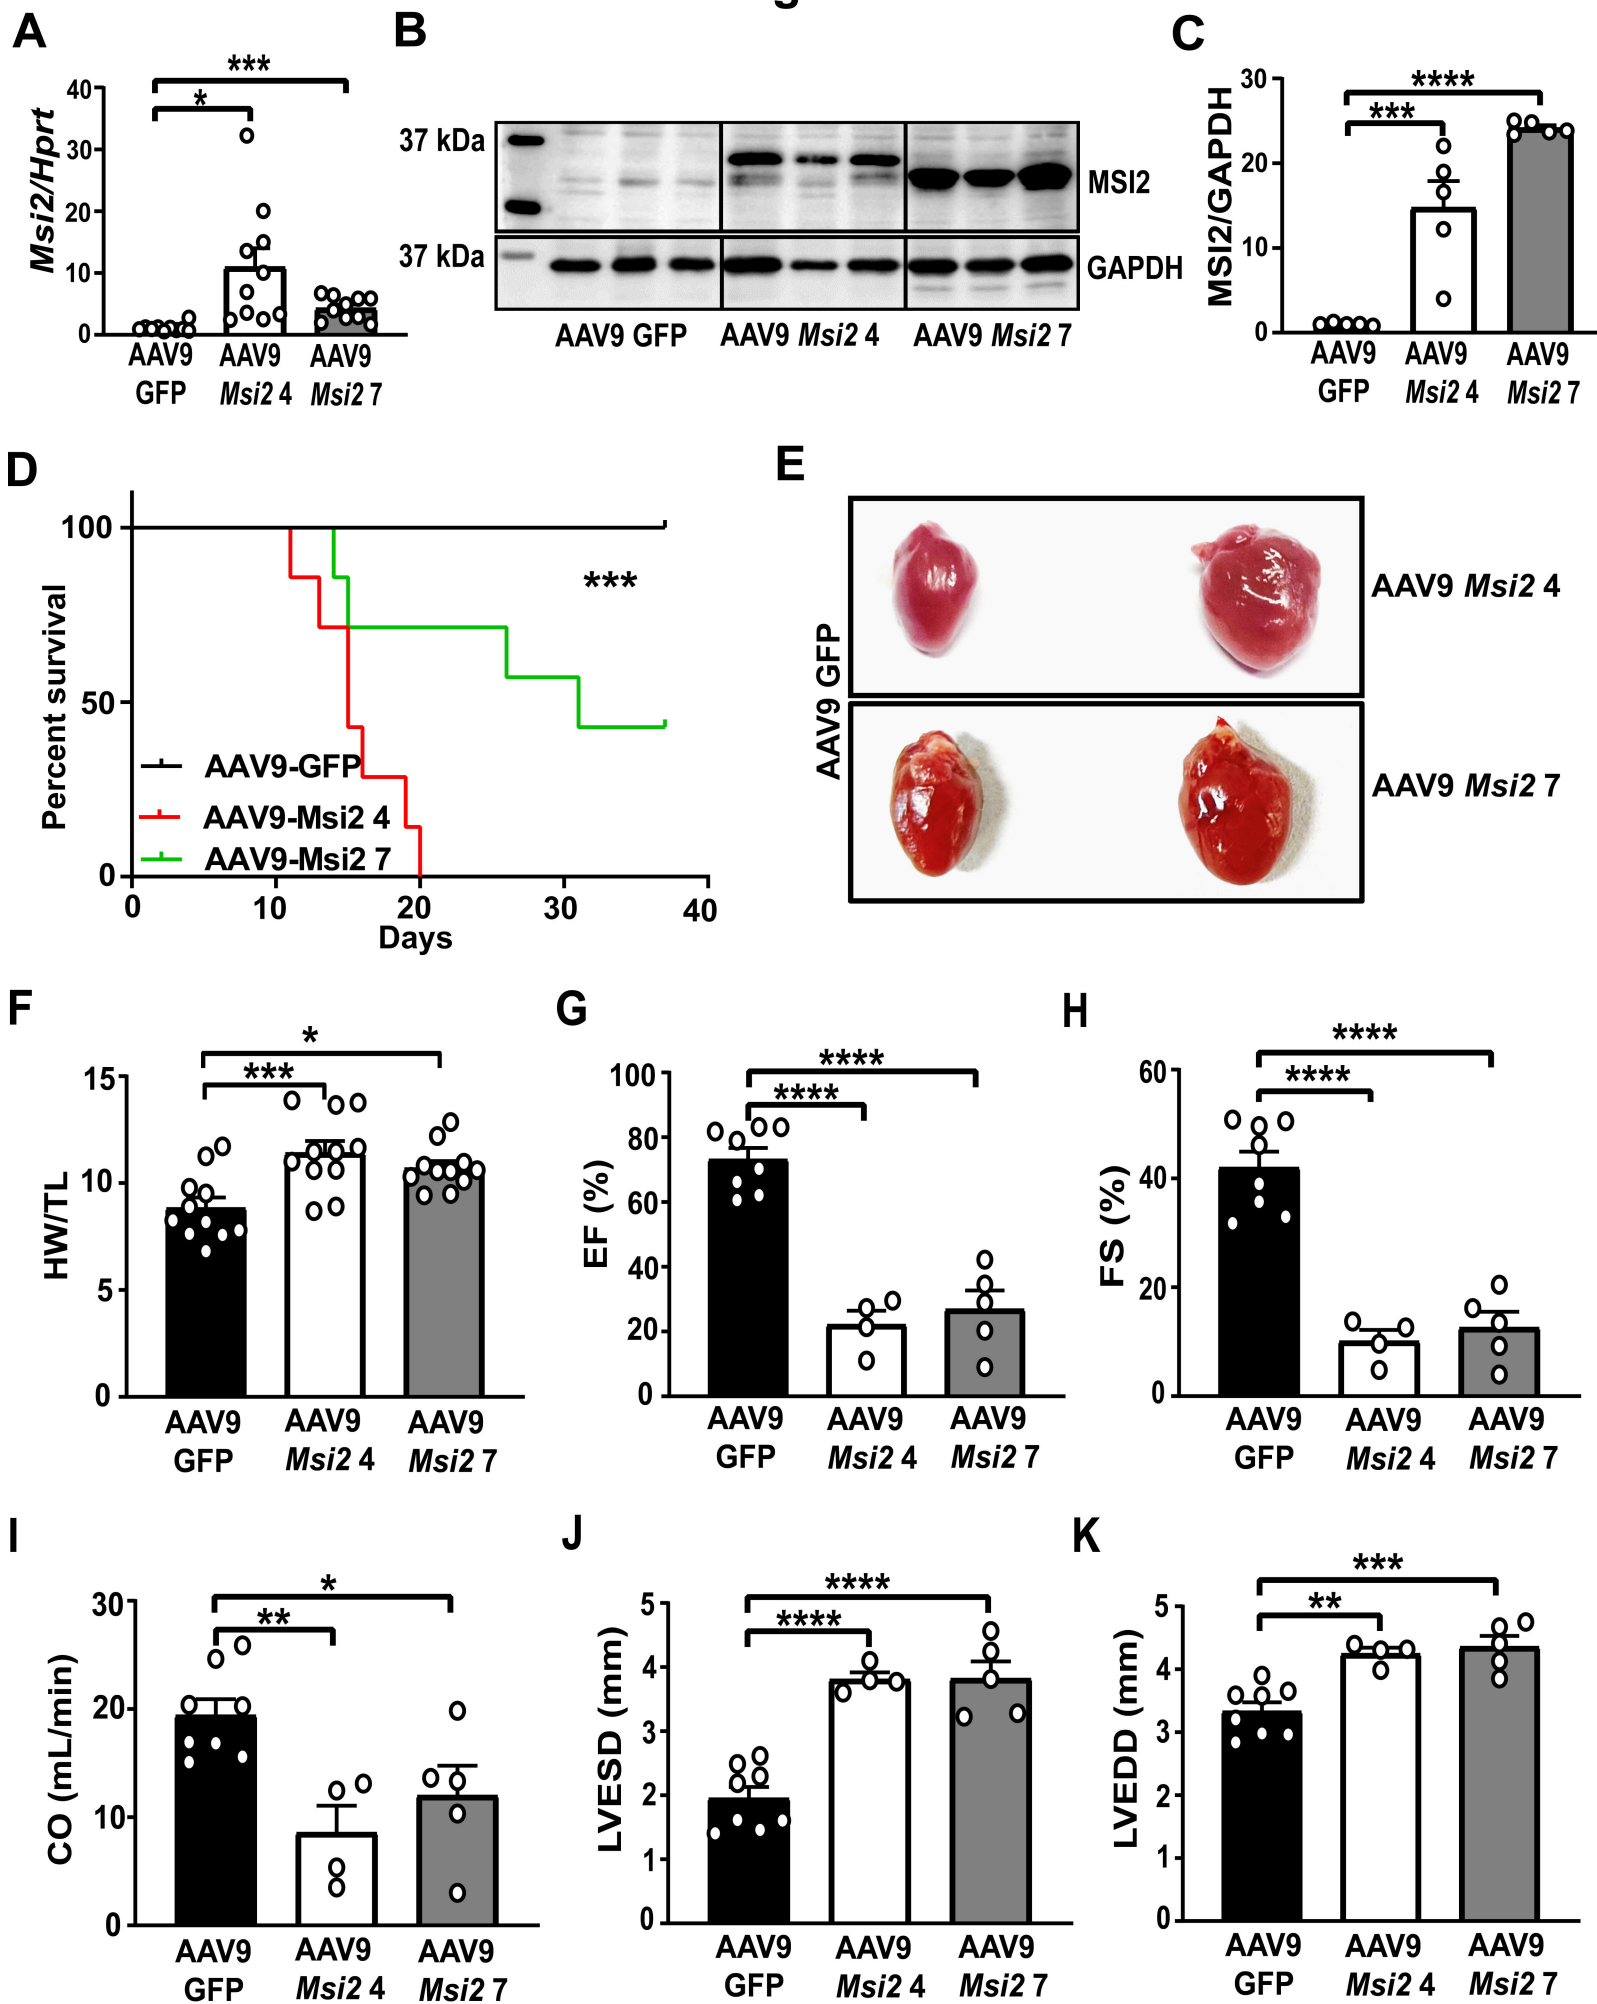 A
Msi2/Hprt
40
30
20
10
0
***
*
AAV9 GFP
AAV9 Msi2 4
AAV9 Msi2 7
B
37 kDa
37 kDa
MSI2
GAPDH
AAV9 GFP
AAV9 Msi2 4
AAV9 Msi2 7
C
MSI2/GAPDH
30
20
10
0
****
***
AAV9 GFP
AAV9 Msi2 4
AAV9 Msi2 7
D
Percent survival
100
50
0
***
AAV9-GFP
AAV9-Msi2 4
AAV9-Msi2 7
0
10
20
30
40
Days
E
AAV9 GFP
AAV9 Msi2 4
AAV9 Msi2 7
F
HW/TL
15
10
5
0
*
***
AAV9 GFP
AAV9 Msi2 4
AAV9 Msi2 7
G
EF (%)
100
80
60
40
20
0
****
****
AAV9 GFP
AAV9 Msi2 4
AAV9 Msi2 7
H
FS (%)
60
40
20
0
****
****
AAV9 GFP
AAV9 Msi2 4
AAV9 Msi2 7
I
CO (mL/min)
30
20
10
0
*
**
AAV9 GFP
AAV9 Msi2 4
AAV9 Msi2 7
J
LVESD (mm)
5
4
3
2
1
0
****
****
AAV9 GFP
AAV9 Msi2 4
AAV9 Msi2 7
K
LVEDD (mm)
5
4
3
2
1
0
***
**
AAV9 GFP
AAV9 Msi2 4
AAV9 Msi2 7